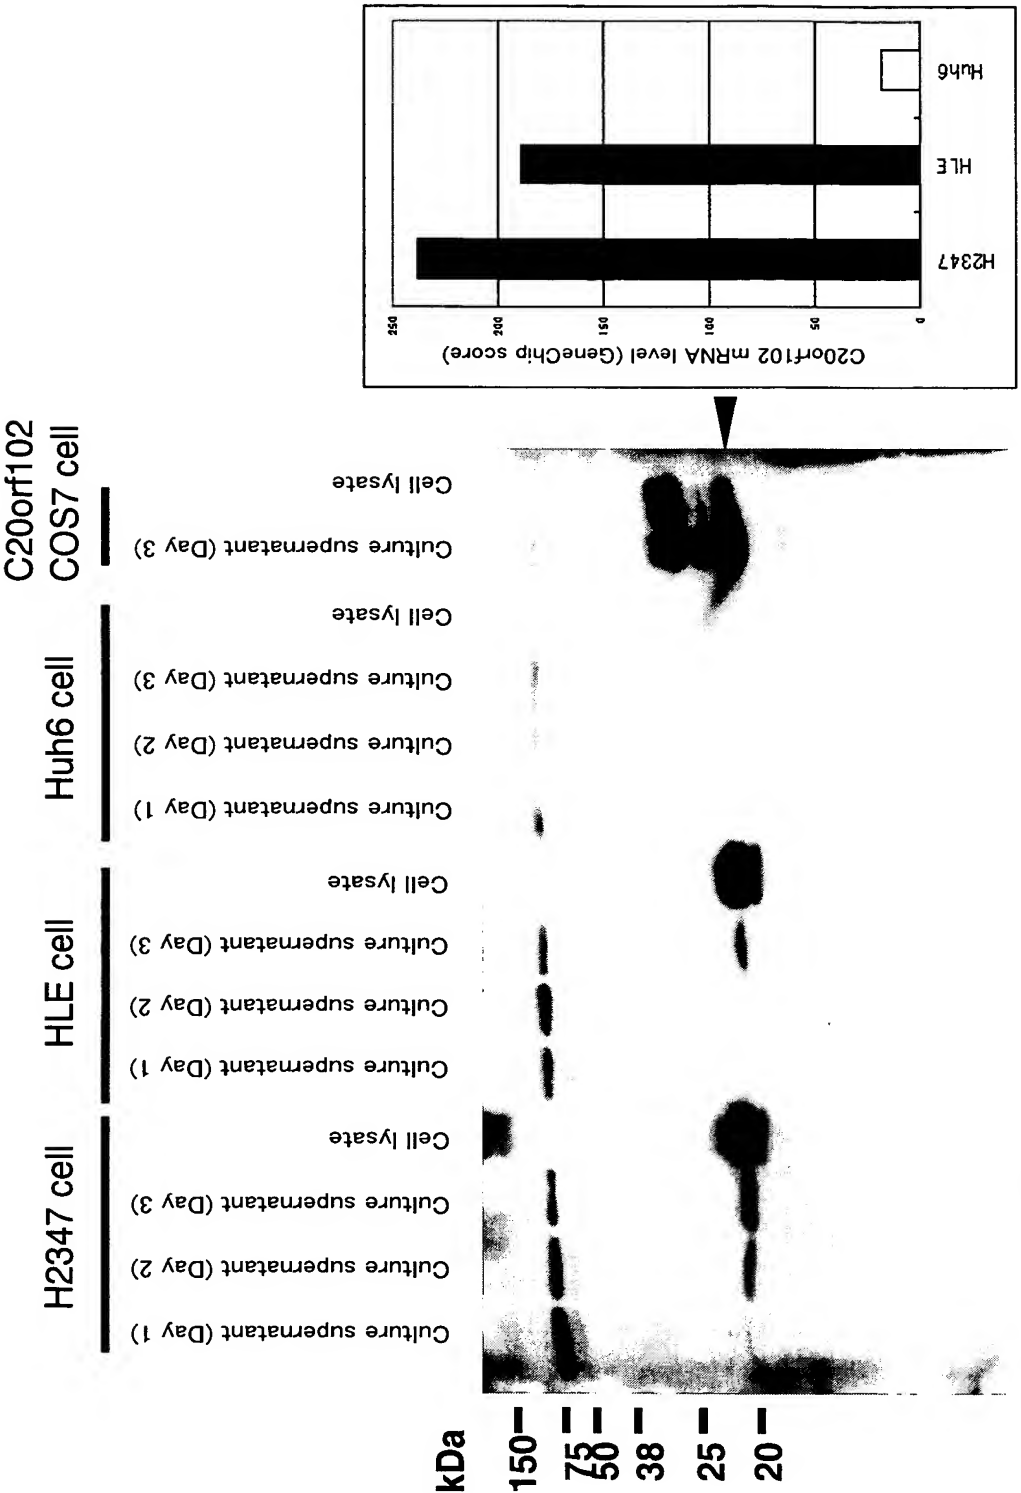 C20orf102
COS7 cell
Huh6 cell
HLE cell
H2347 cell
Cell lysate
Culture supernatant (Day 3)
Cell lysate
Culture supernatant (Day 3)
Culture supernatant (Day 2)
Culture supernatant (Day 1)
Cell lysate
Culture supernatant (Day 3)
Culture supernatant (Day 2)
Culture supernatant (Day 1)
Cell lysate
Culture supernatant (Day 3)
Culture supernatant (Day 2)
Culture supernatant (Day 1)
kDa
150
75
50
38
25
20
C20orf102 mRNA level (GeneChip score)
250
200
150
100
50
0
H2347
HLE
Huh6